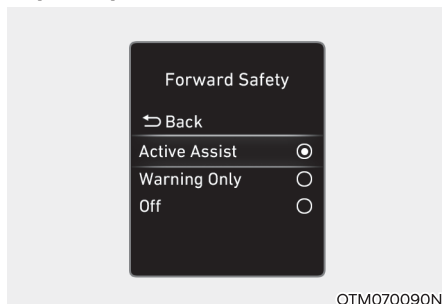 Forward Safety
Back
Active Assist
Warning Only
Off
OTM070090N